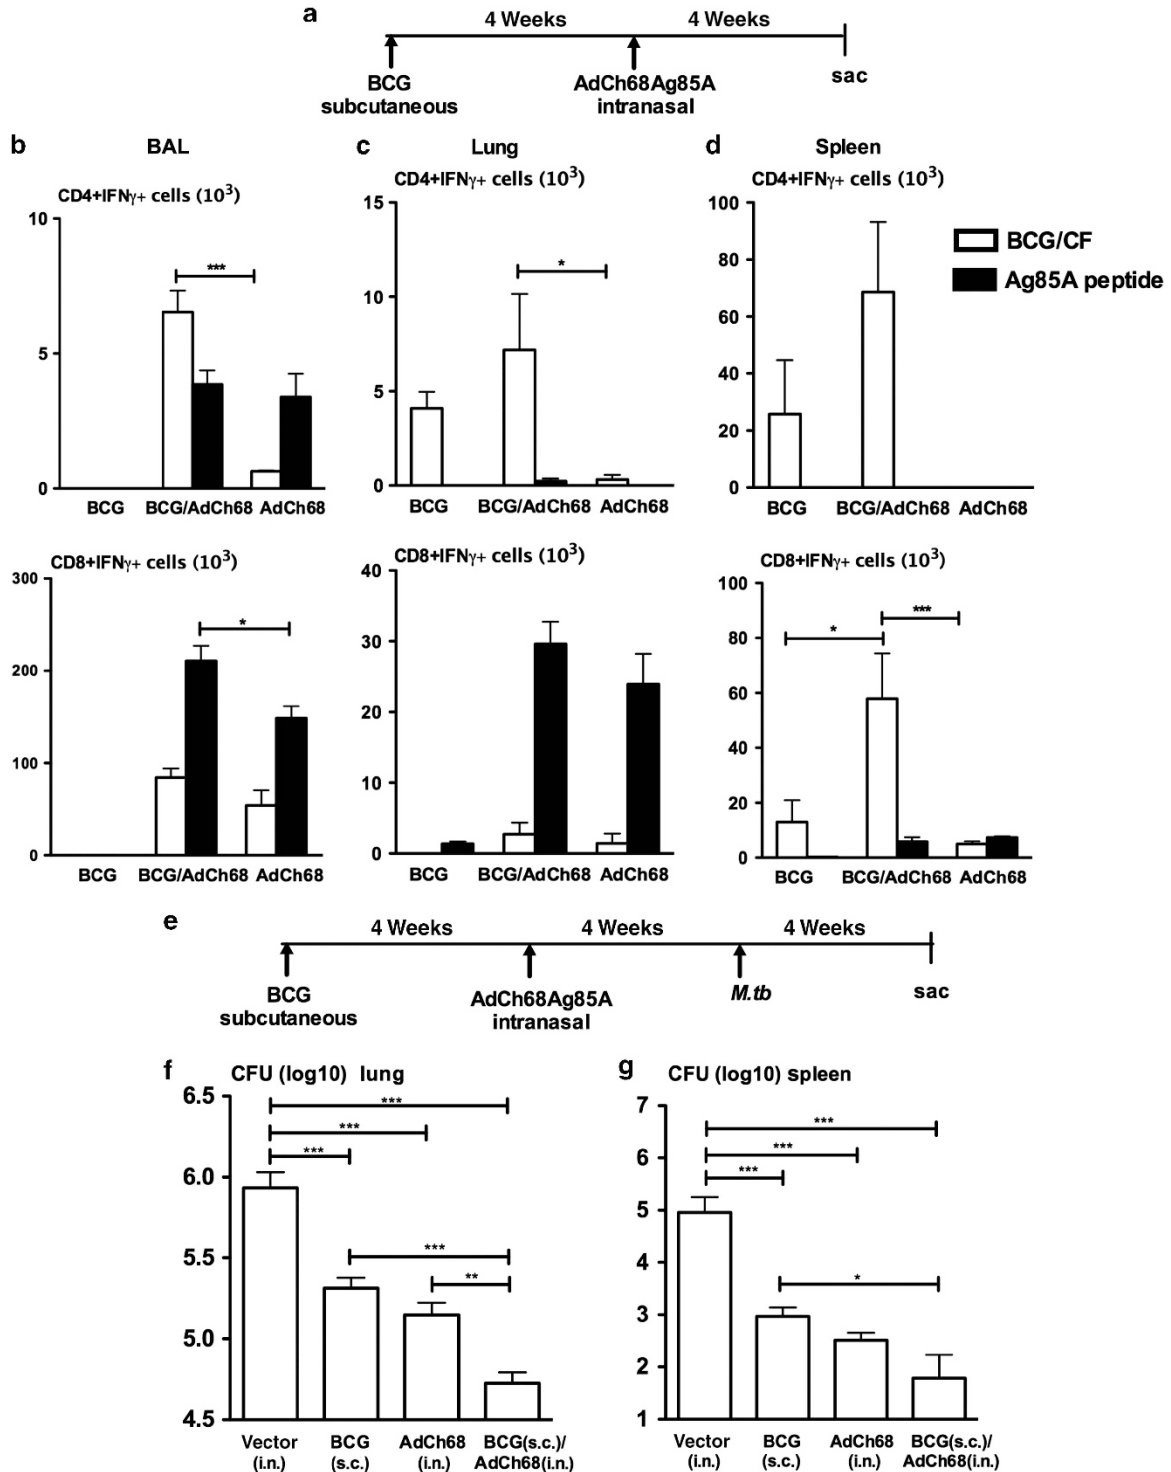 a
4 Weeks 4 Weeks
BCG
subcutaneous
AdCh68Ag85A
intranasal
sac
b BAL
CD4+IFNγ+ cells (10³)
10
5
0
***
BCG BCG/AdCh68 AdCh68
CD8+IFNγ+ cells (10³)
300
200
100
0
*
BCG BCG/AdCh68 AdCh68
c Lung
CD4+IFNγ+ cells (10³)
15
10
5
0
*
BCG BCG/AdCh68 AdCh68
CD8+IFNγ+ cells (10³)
40
30
20
10
0
BCG BCG/AdCh68 AdCh68
d Spleen
CD4+IFNγ+ cells (10³)
100
80
60
40
20
0
BCG BCG/AdCh68 AdCh68
BCG/CF
Ag85A peptide
CD8+IFNγ+ cells (10³)
100
80
60
40
20
0
*
***
BCG BCG/AdCh68 AdCh68
e
4 Weeks 4 Weeks 4 Weeks
BCG
subcutaneous
AdCh68Ag85A
intranasal
M.tb
sac
f CFU (log10) lung
6.5
6.0
5.5
5.0
4.5
***
***
***
***
**
Vector
(i.n.)
BCG
(s.c.)
AdCh68
(i.n.)
BCG(s.c.)/
AdCh68(i.n.)
g CFU (log10) spleen
7
6
5
4
3
2
1
***
***
***
*
Vector
(i.n.)
BCG
(s.c.)
AdCh68
(i.n.)
BCG(s.c.)/
AdCh68(i.n.)